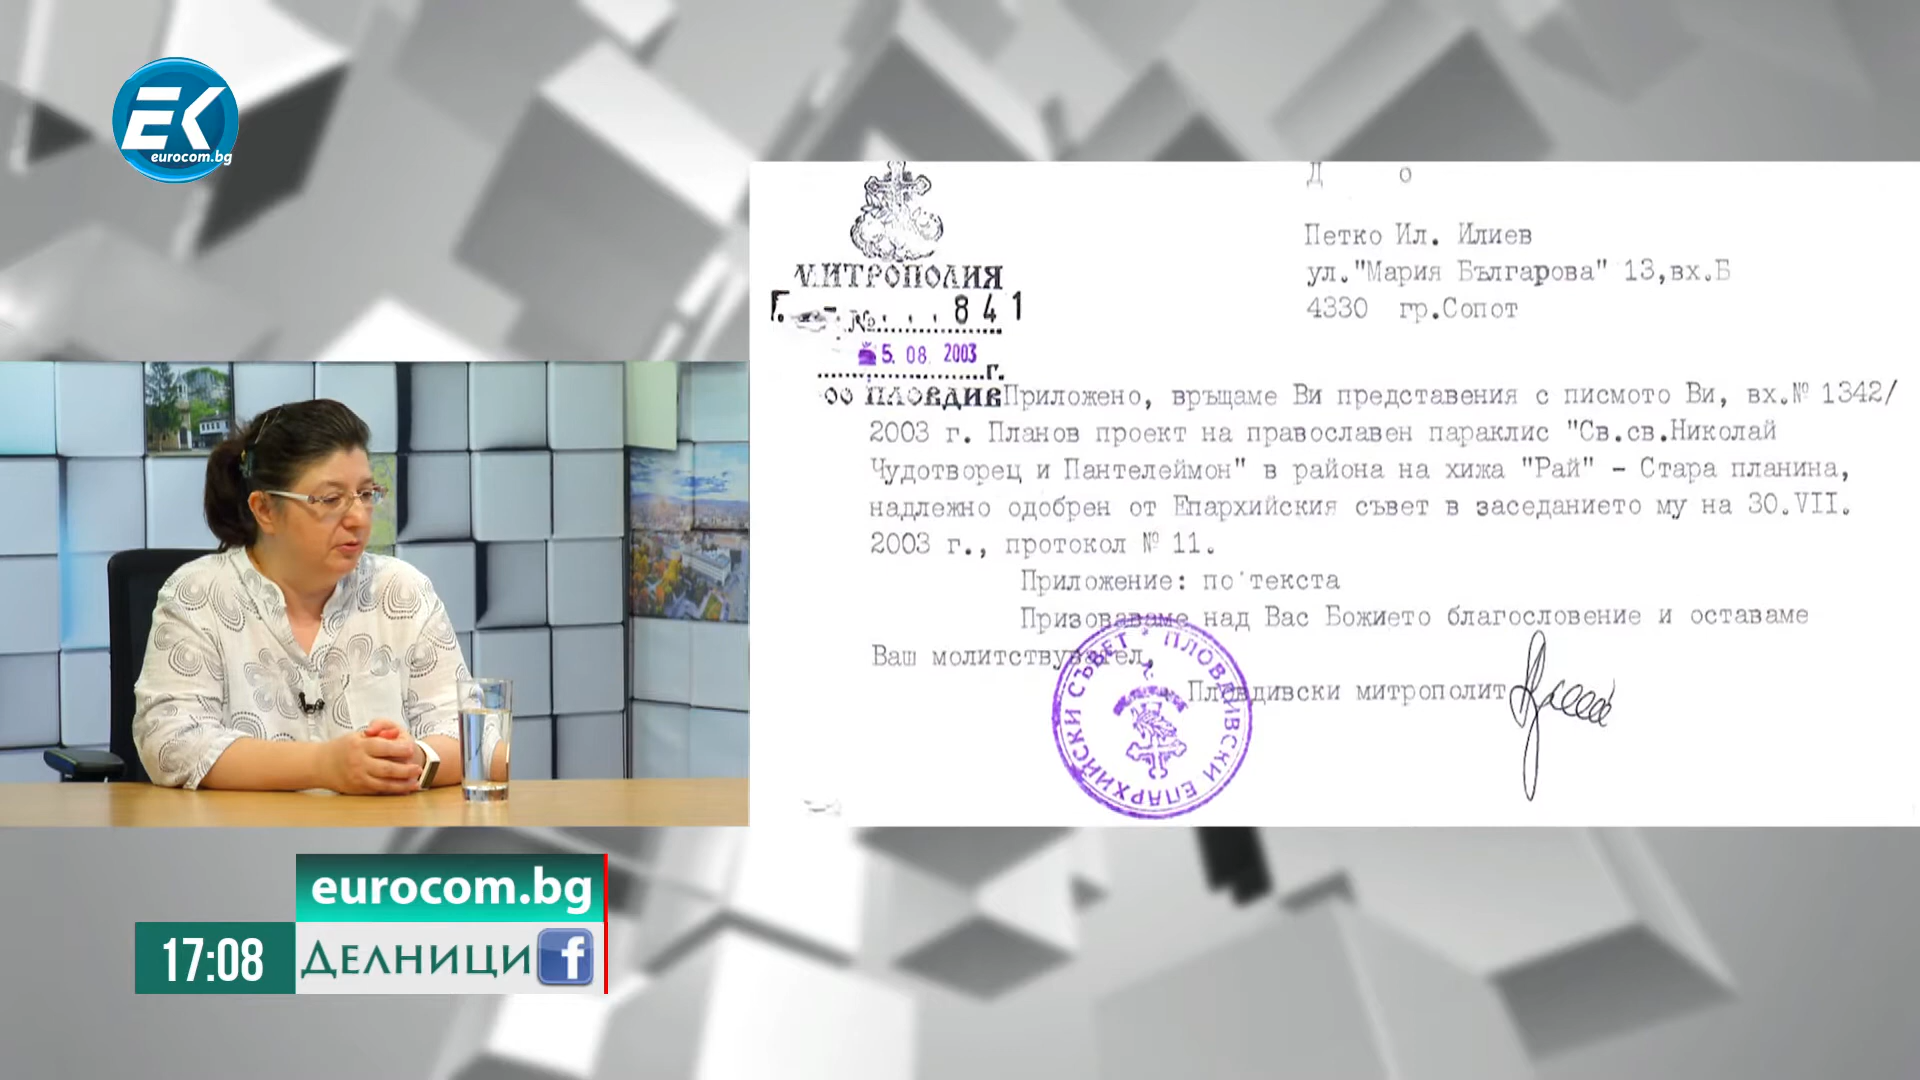 EK
eurocom.bg
Д о
Петко Ил. Илиев
ул."Мария Българова" 13,вх.Б
4330 гр.Сопот
МИТРОПОЛИЯ
Г. № 841
5. 08. 2003
г.
ПЛОВДИВ
Приложено, връщаме Ви представения с писмото Ви, вх.№ 1342/
2003 г. Планов проект на православен параклис "Св.св.Николай
Чудотворец и Пантелеймон" в района на хижа "Рай" - Стара планина,
надлежно одобрен от Епархийския съвет в заседанието му на 30.VII.
2003 г., протокол № 11.
Приложение: по текста
Призоваваме над Вас Божието благословение и оставаме
Ваш молитствувател,
Пловдивски митрополит
ЕПАРХИЙСКИ СЪВЕТ * ПЛОВДИВСКИ
eurocom.bg
17:08
ДЕЛНИЦИ f